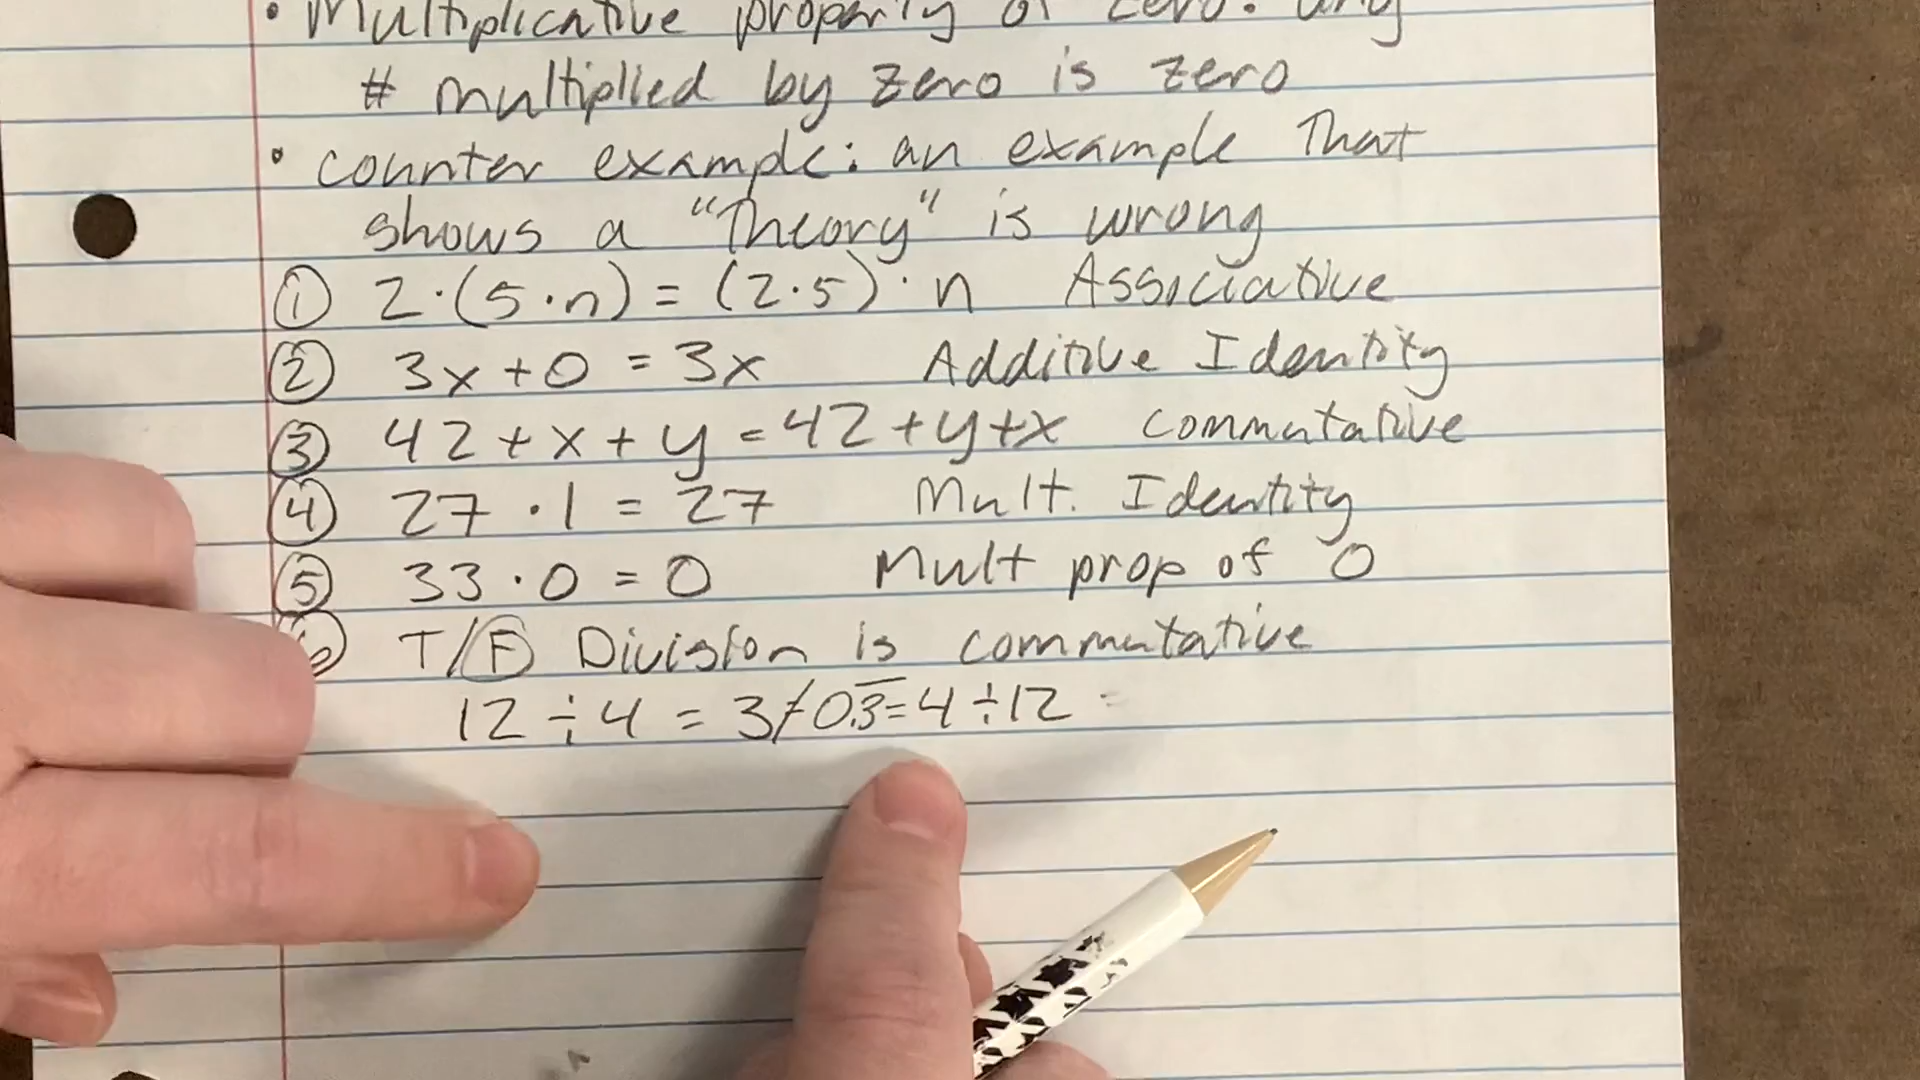 • Multiplicative property of zero: any
# multiplied by zero is zero
• counter example: an example that
shows a "Theory" is wrong
① 2·(5·n) = (2·5)·n Associative
② 3x+0 = 3x Additive Identity
③ 42+x+y=42+y+x commutative
④ 27·1 = 27 Mult. Identity
⑤ 33·0 = 0 Mult prop of 0
⑥ T/Ⓕ Division is commutative
12÷4 = 3≠0.3̅=4÷12